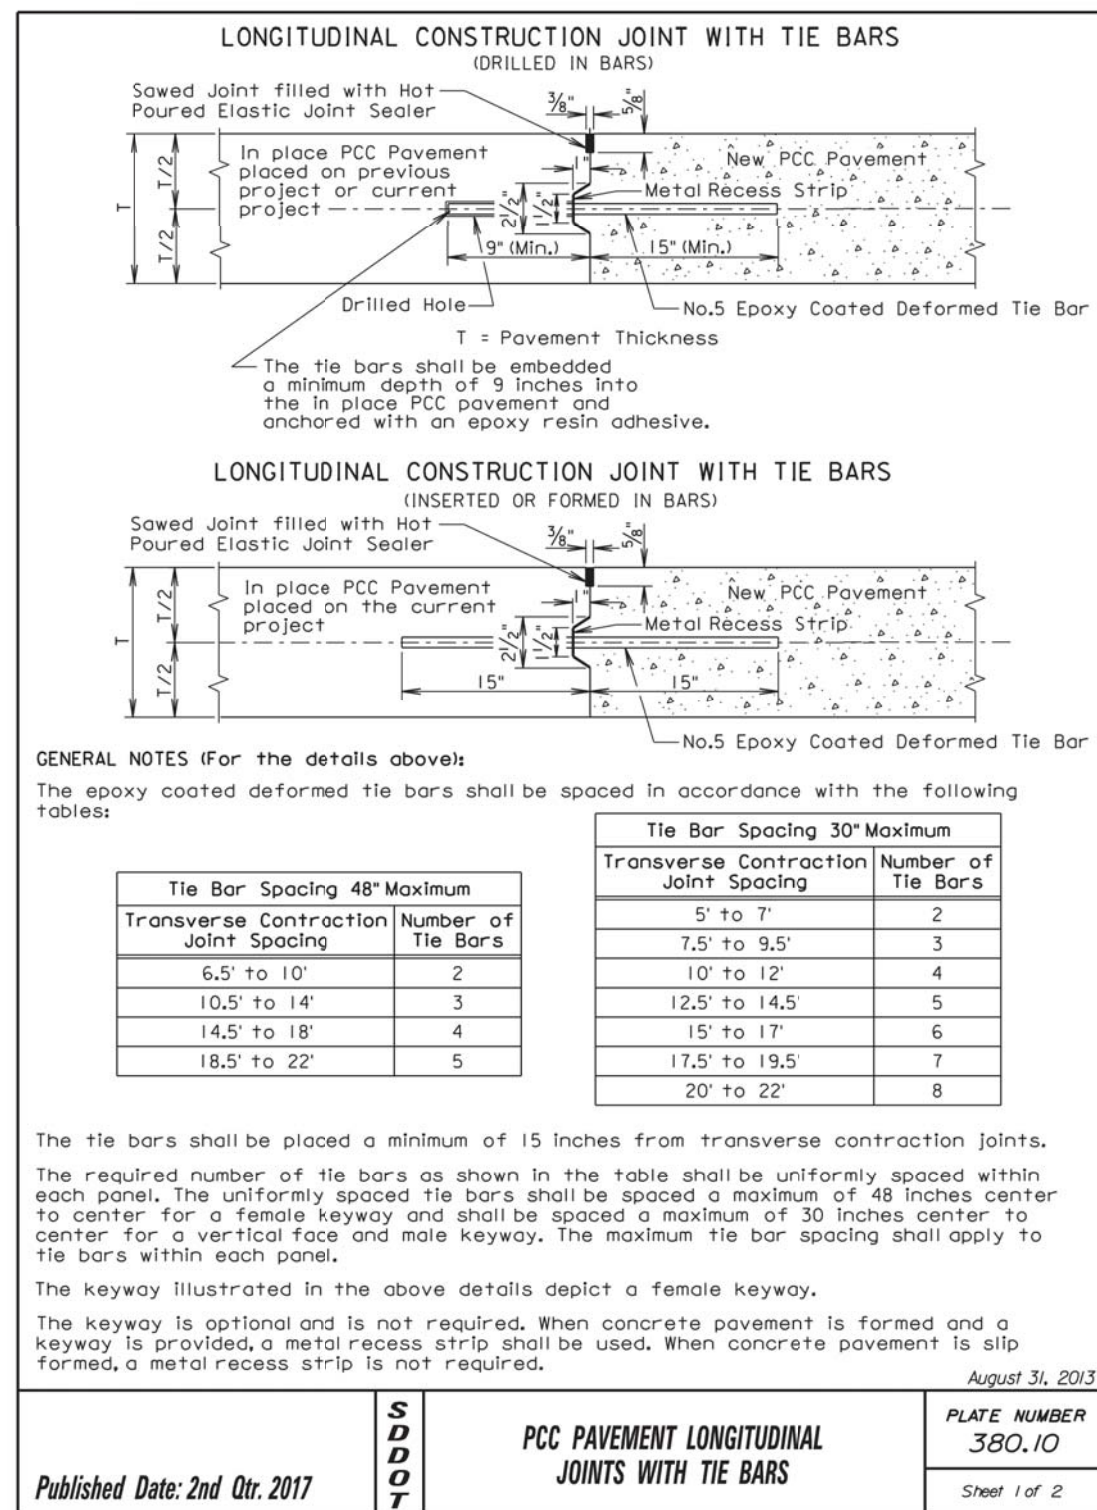 LONGITUDINAL CONSTRUCTION JOINT WITH TIE BARS
(DRILLED IN BARS)
Sawed Joint filled with Hot
Poured Elastic Joint Sealer
3/8"
5/8"
In place PCC Pavement
placed on previous
project or current
project
1"
New PCC Pavement
Metal Recess Strip
T
T/2
T/2
2 1/2"
1 1/2"
9" (Min.)
15" (Min.)
Drilled Hole
No.5 Epoxy Coated Deformed Tie Bar
T = Pavement Thickness
The tie bars shall be embedded
a minimum depth of 9 inches into
the in place PCC pavement and
anchored with an epoxy resin adhesive.
LONGITUDINAL CONSTRUCTION JOINT WITH TIE BARS
(INSERTED OR FORMED IN BARS)
Sawed Joint filled with Hot
Poured Elastic Joint Sealer
3/8"
5/8"
In place PCC Pavement
placed on the current
project
1"
New PCC Pavement
Metal Recess Strip
T
T/2
T/2
2 1/2"
1 1/2"
15"
15"
No.5 Epoxy Coated Deformed Tie Bar
GENERAL NOTES (For the details above):
The epoxy coated deformed tie bars shall be spaced in accordance with the following
tables:
Tie Bar Spacing 48" Maximum
Transverse Contraction Joint Spacing Number of Tie Bars
6.5' to 10' 2
10.5' to 14' 3
14.5' to 18' 4
18.5' to 22' 5
Tie Bar Spacing 30" Maximum
Transverse Contraction Joint Spacing Number of Tie Bars
5' to 7' 2
7.5' to 9.5' 3
10' to 12' 4
12.5' to 14.5' 5
15' to 17' 6
17.5' to 19.5' 7
20' to 22' 8
The tie bars shall be placed a minimum of 15 inches from transverse contraction joints.
The required number of tie bars as shown in the table shall be uniformly spaced within
each panel. The uniformly spaced tie bars shall be spaced a maximum of 48 inches center
to center for a female keyway and shall be spaced a maximum of 30 inches center to
center for a vertical face and male keyway. The maximum tie bar spacing shall apply to
tie bars within each panel.
The keyway illustrated in the above details depict a female keyway.
The keyway is optional and is not required. When concrete pavement is formed and a
keyway is provided, a metal recess strip shall be used. When concrete pavement is slip
formed, a metal recess strip is not required.
August 31, 2013
Published Date: 2nd Qtr. 2017
SDDOT
PCC PAVEMENT LONGITUDINAL
JOINTS WITH TIE BARS
PLATE NUMBER
380.10
Sheet 1 of 2